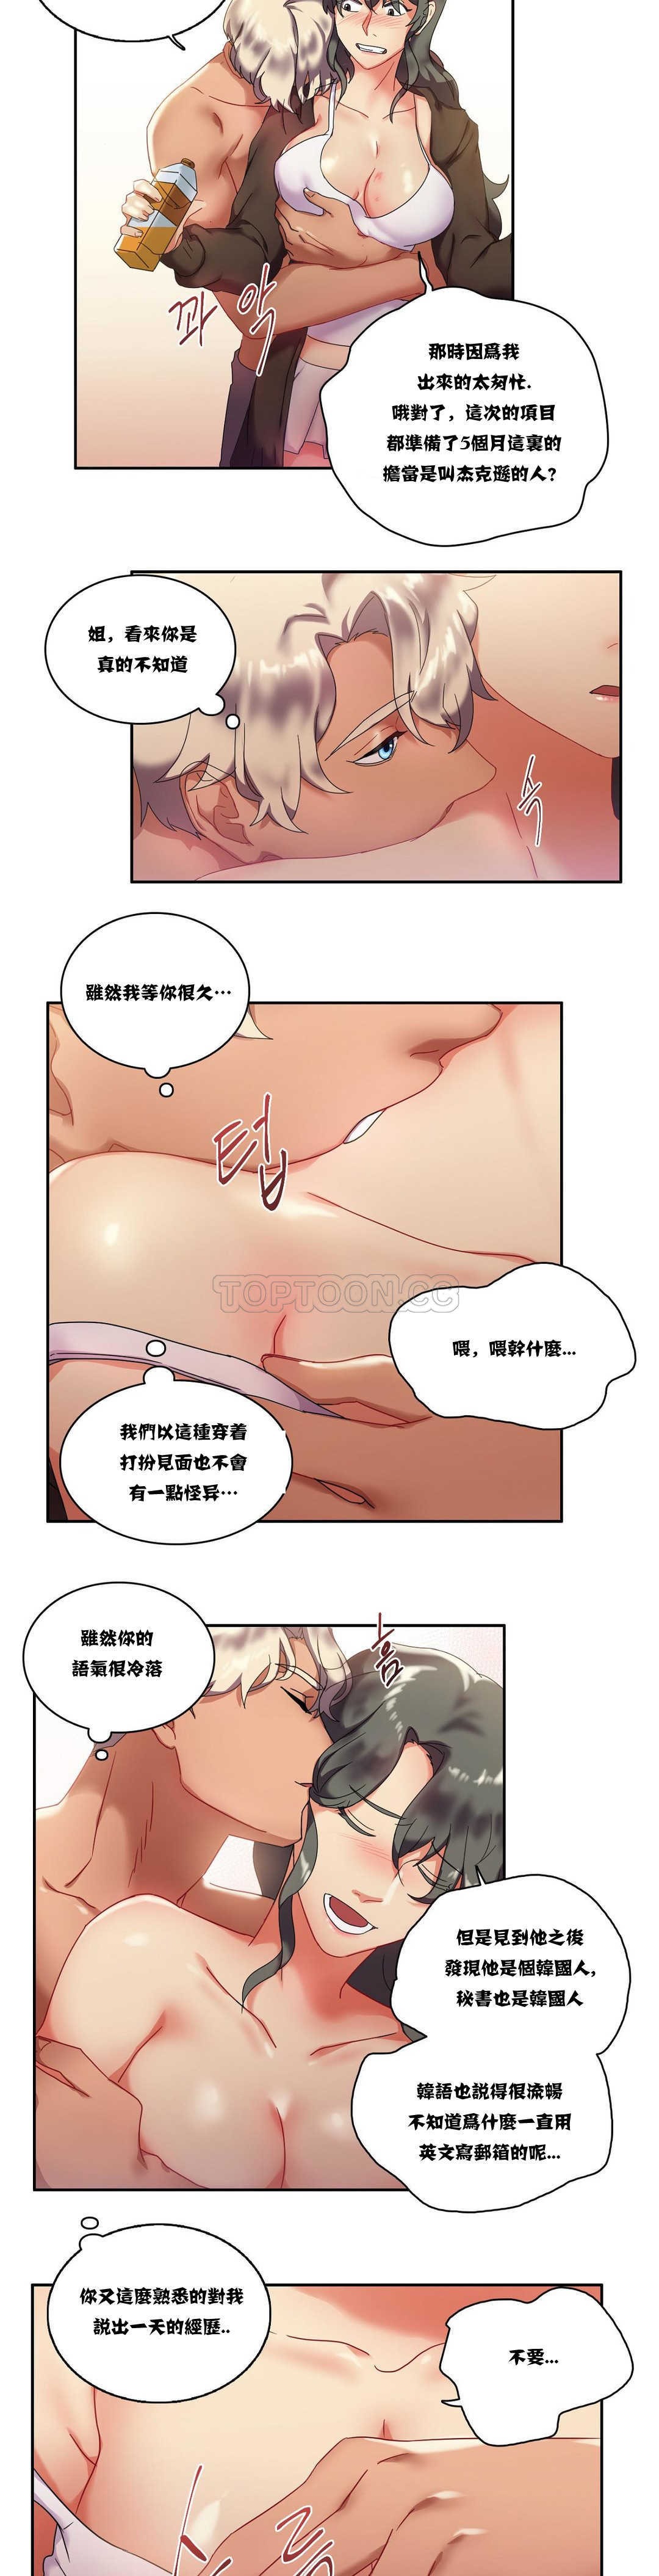 꽈악
那時因爲我
出來的太匆忙.
哦對了，這次的項目
都準備了5個月這裏的
擔當是叫杰克遜的人?
姐，看來你是
真的不知道
雖然我等你很久…
텁
TOPTOON.CC
喂，喂幹什麼...
我們以這種穿着
打扮見面也不會
有一點怪异…
雖然你的
語氣很冷落
흠
但是見到他之後
發現他是個韓國人,
秘書也是韓國人
韓語也説得很流暢
不知道爲什麼一直用
英文寫郵箱的呢...
你又這麼熟悉的對我
説出一天的經歷..
不要...